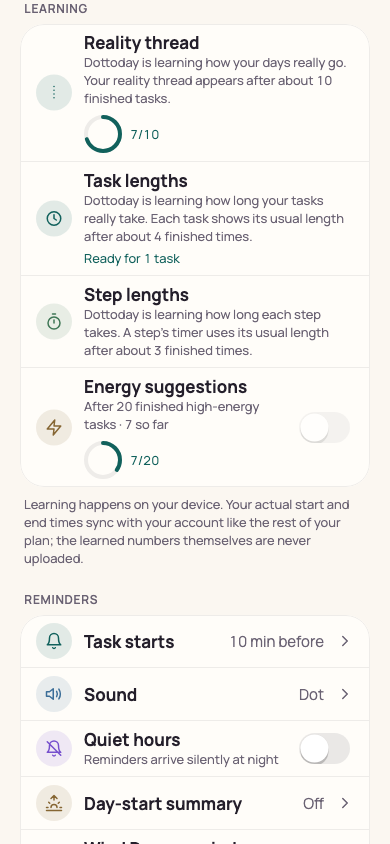 LEARNING
Reality thread
Dottoday is learning how your days really go.
Your reality thread appears after about 10
finished tasks.
7/10
Task lengths
Dottoday is learning how long your tasks
really take. Each task shows its usual length
after about 4 finished times.
Ready for 1 task
Step lengths
Dottoday is learning how long each step
takes. A step's timer uses its usual length
after about 3 finished times.
Energy suggestions
After 20 finished high-energy
tasks · 7 so far
7/20
Learning happens on your device. Your actual start and
end times sync with your account like the rest of your
plan; the learned numbers themselves are never
uploaded.
REMINDERS
Task starts
10 min before
Sound
Dot
Quiet hours
Reminders arrive silently at night
Day-start summary
Off